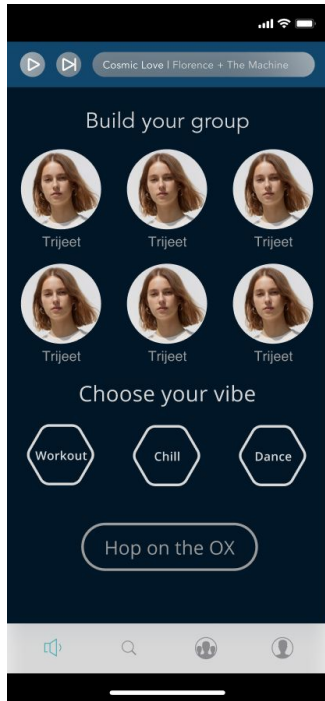 Cosmic Love | Florence + The Machine
Build your group
Trijeet Trijeet Trijeet
Trijeet Trijeet Trijeet
Choose your vibe
Workout Chill Dance
Hop on the OX